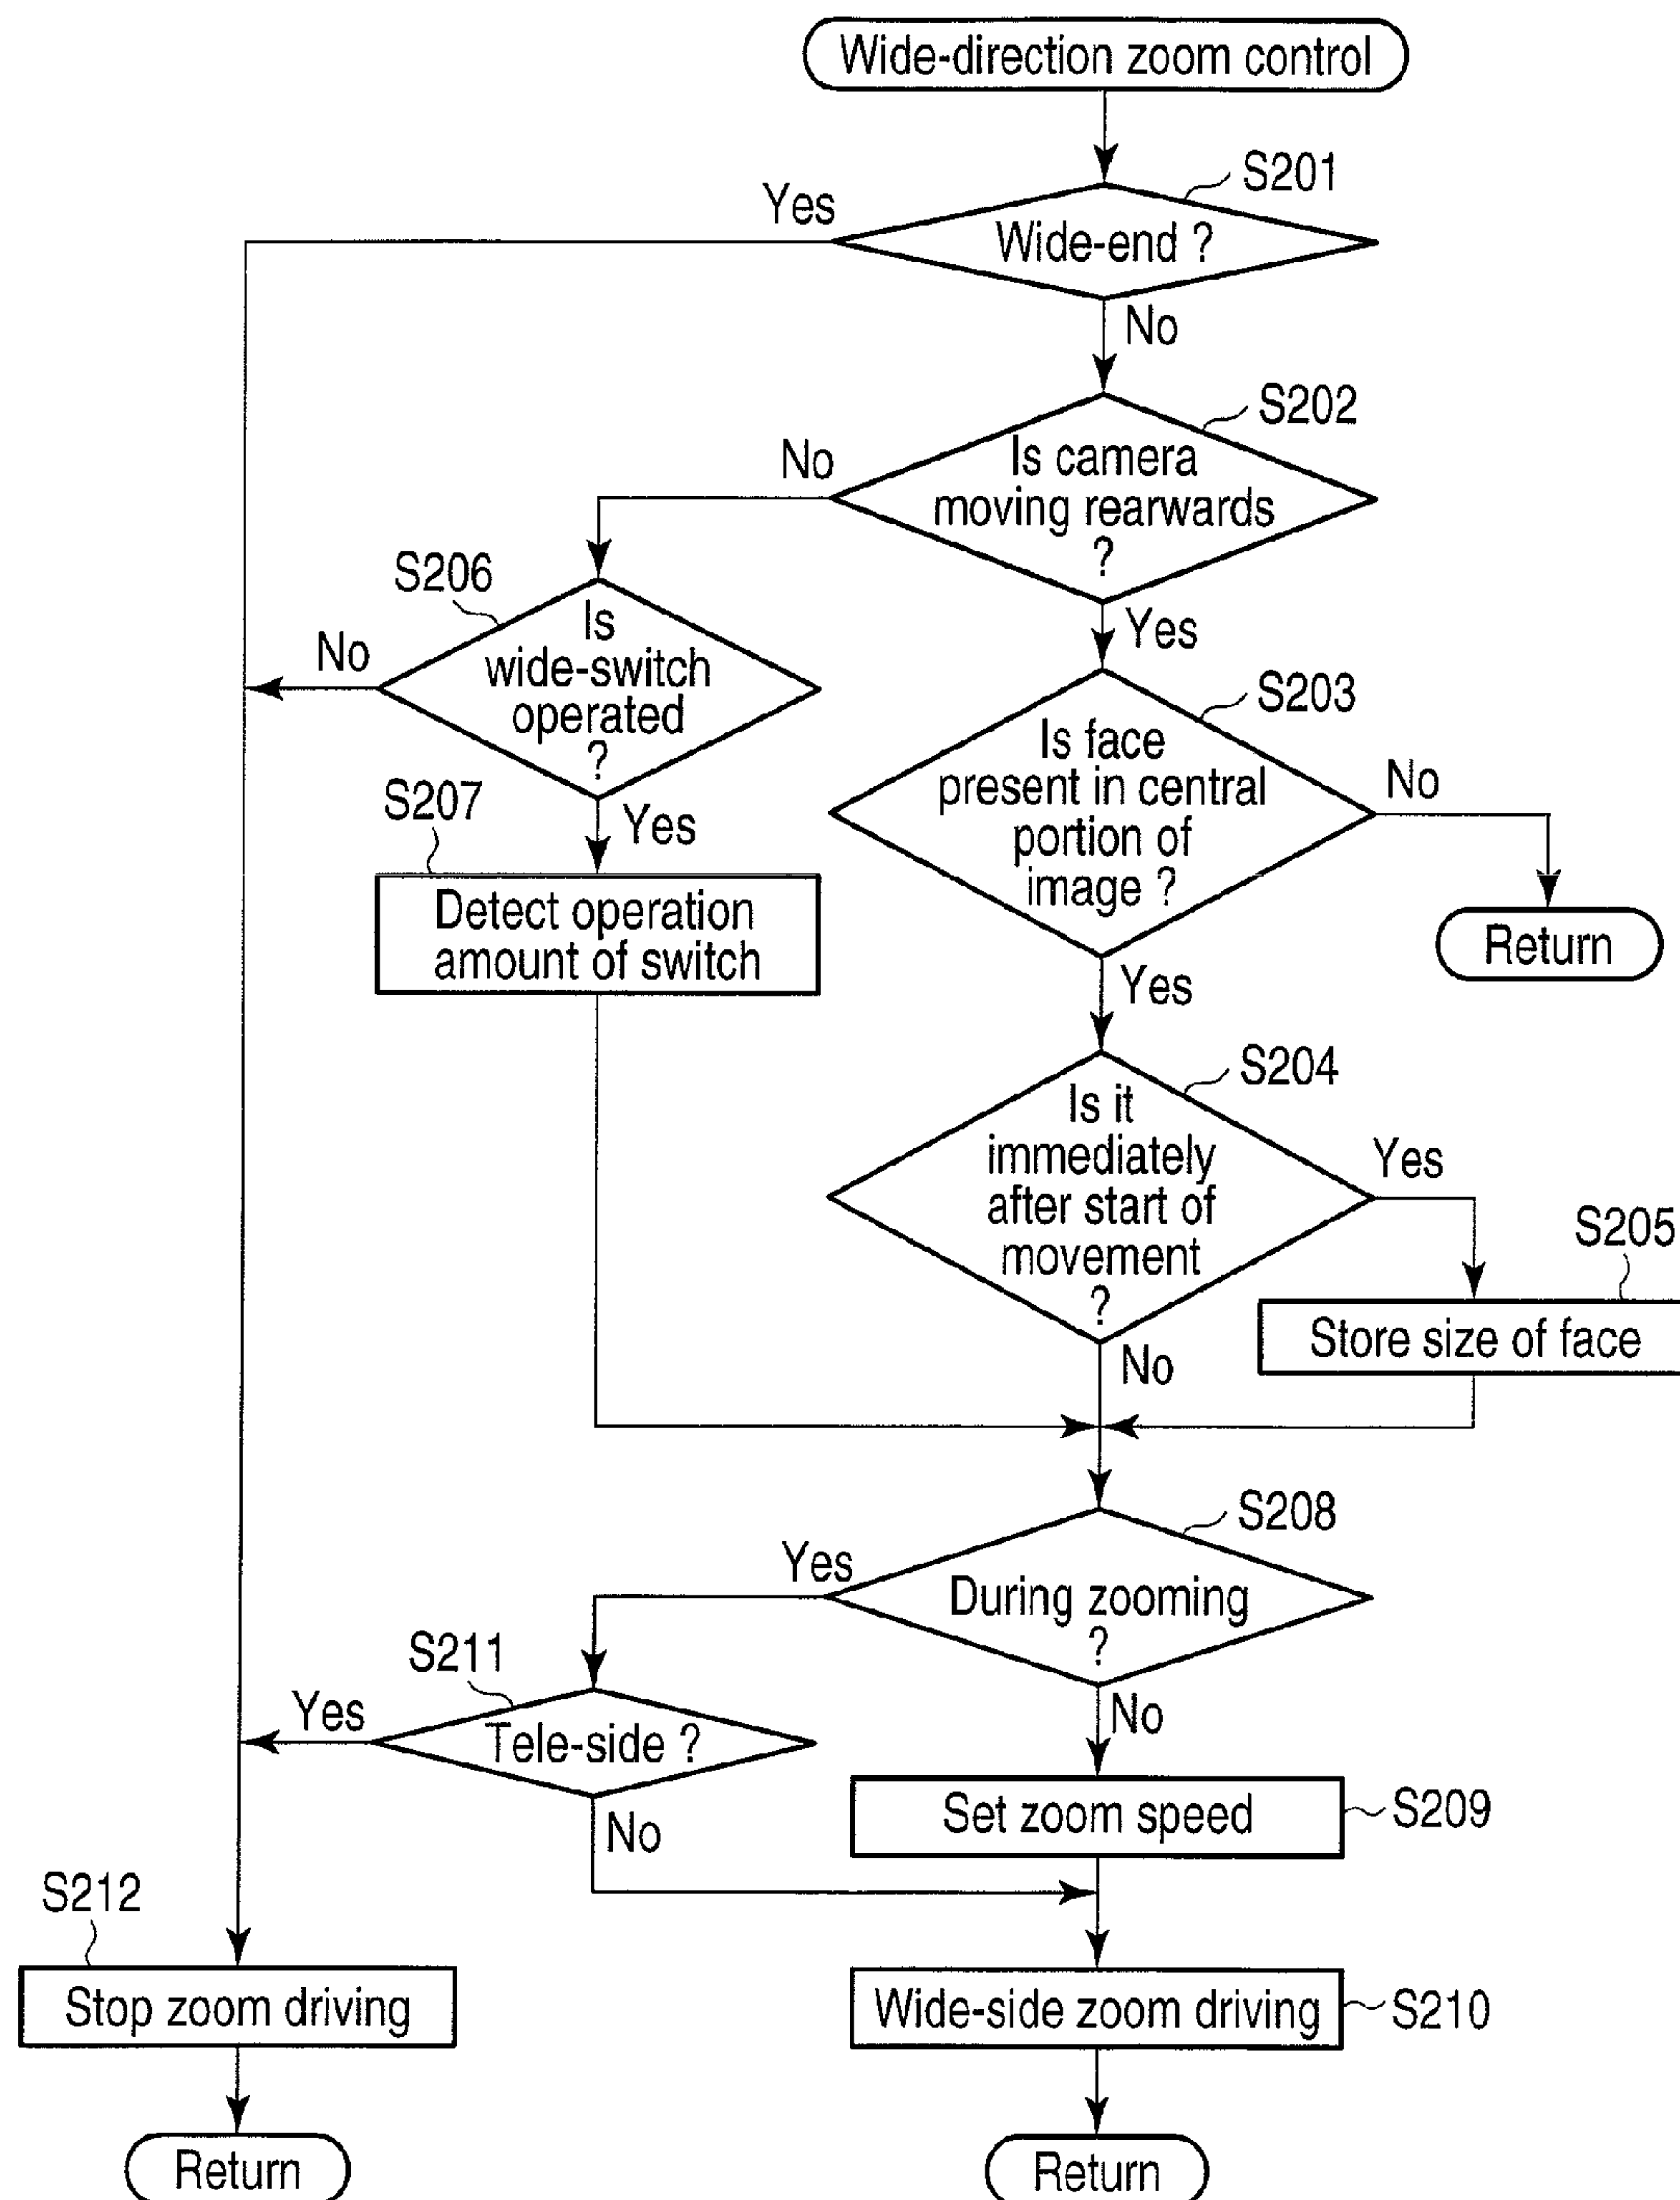 Wide-direction zoom control
S201
Yes
Wide-end ?
No
S202
No
Is camera
moving rearwards
?
S206
Yes
No
Is
wide-switch
operated
?
S203
Is face
present in central
portion of
image ?
No
S207
Yes
Detect operation
amount of switch
Return
Yes
S204
Is it
immediately
after start of
movement
?
Yes
S205
Store size of face
No
S208
Yes
During zooming
?
S211
Yes
Tele-side ?
No
No
Set zoom speed
S209
S212
Stop zoom driving
Wide-side zoom driving
S210
Return
Return